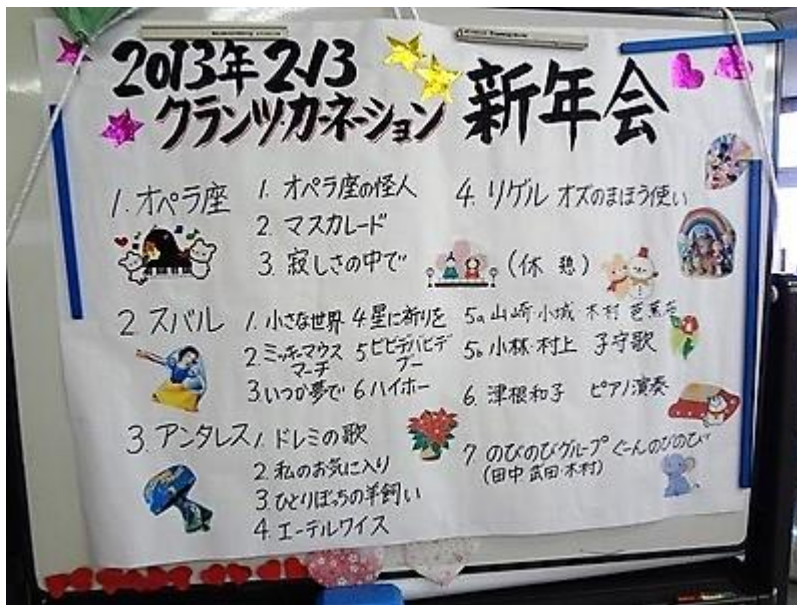 2013年2.13
クランツ・カーネーション 新年会
1. オペラ座
1. オペラ座の怪人
2. マスカレード
3. 寂しさの中で
2 スバル
1. 小さな世界
2. ミッキーマウス
マーチ
3. いつか夢で
4 星に祈りを
5 ビビデバビデ
ブー
6 ハイホー
3. アンタレス
1. ドレミの歌
2 私のお気に入り
3 ひとりぼっちの羊飼い
4 エーデルワイス
4. リゲル オズのまほう使い
(休憩)
5a 山崎 小城 木村 芭蕉布
5b 小林・村上 子守歌
6. 津根和子 ピアノ演奏
7 のびのびグループ ぐーんのびのび
(田中 武田 木村)